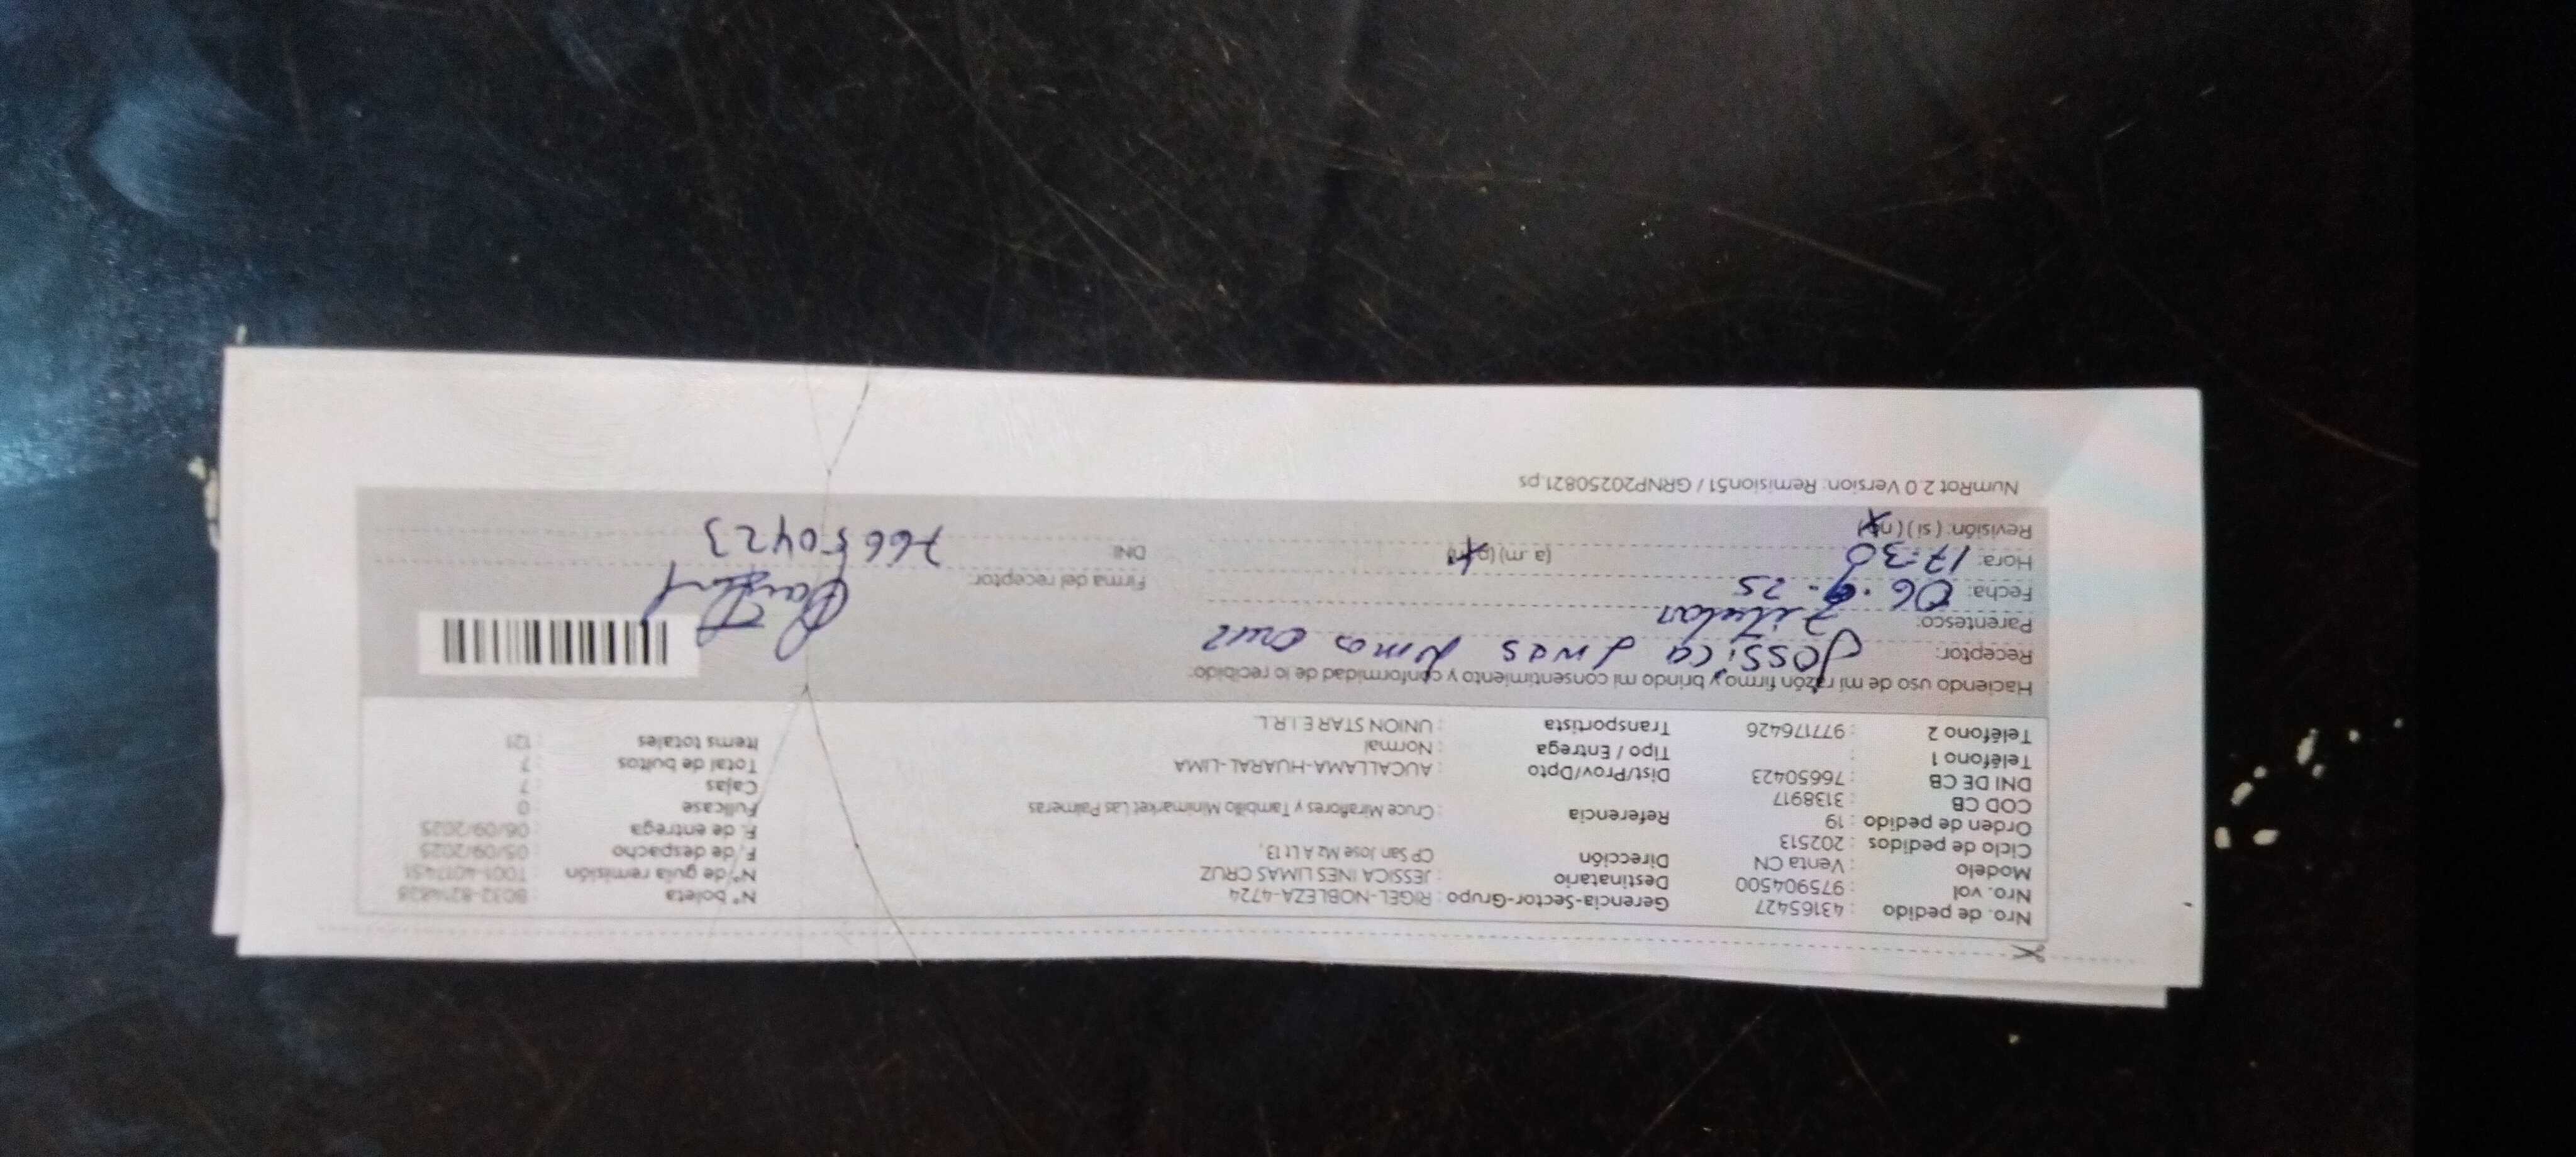 Nro. de pedido : 43165427 Gerencia-Sector-Grupo : RIGEL-NOBLEZA-4724 N° boleta
Nro. vol : 975904500 Destinatario : JESSICA INES LIMAS CRUZ N° de guía remisión
Modelo : Venta CN Dirección CP San Jose Mz A Lt 13, F. de despacho : 05/09/2025
Ciclo de pedidos : 202513 F. de entrega : 06/09/2025
Orden de pedido : 19 Referencia : Cruce Miraflores y Tambillo Minimarket Las Palmeras Fullcase : 0
COD CB : 3138917 Cajas : 7
DNI DE CB : 76650423 Dist/Prov/Dpto : AUCALLAMA-HUARAL-LIMA Total de bultos : 7
Teléfono 1 : Tipo / Entrega : Normal Items totales : 121
Teléfono 2 : 977176426 Transportista : UNION STAR E.I.R.L.
Haciendo uso de mi razón firmo y brindo mi consentimiento y conformidad de lo recibido:
Receptor: Jessica Ines Limas Cruz
Parentesco: Titular
Fecha: 06. 9. 25 Firma del receptor:
Hora: 17:30 (a.m) (p.m) DNI 76650423
Revisión: (si) (no)
NumRot 2.0 Version: Remision51 / GRNP20250821.ps